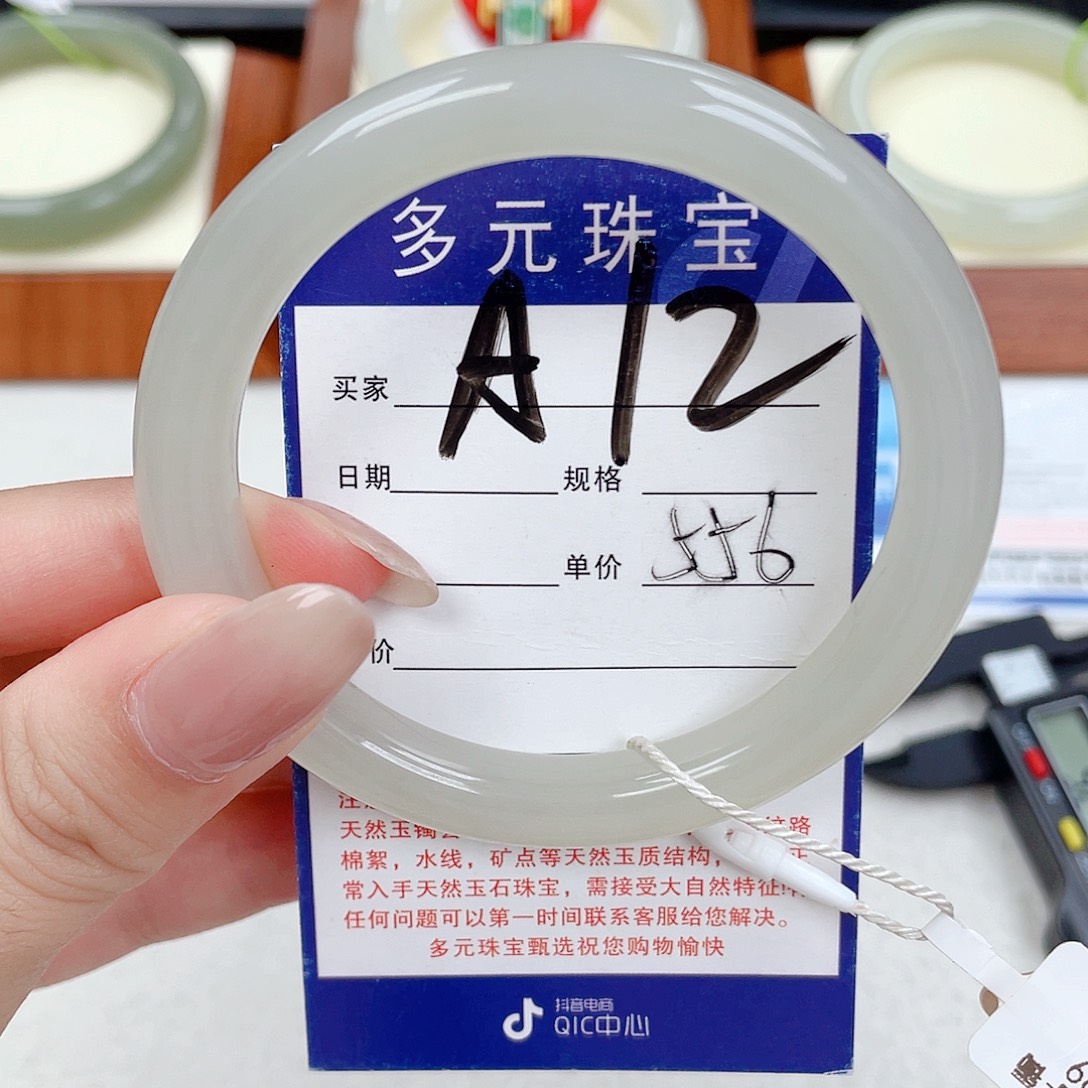 多元珠宝
A12
买家
日期 规格
单价 556
价
天然玉镯 纹路
棉絮，水线，矿点等天然玉质结构， 正
常入手天然玉石珠宝，需接受大自然特征!
任何问题可以第一时间联系客服给您解决。
多元珠宝甄选祝您购物愉快
抖音电商
QIC中心